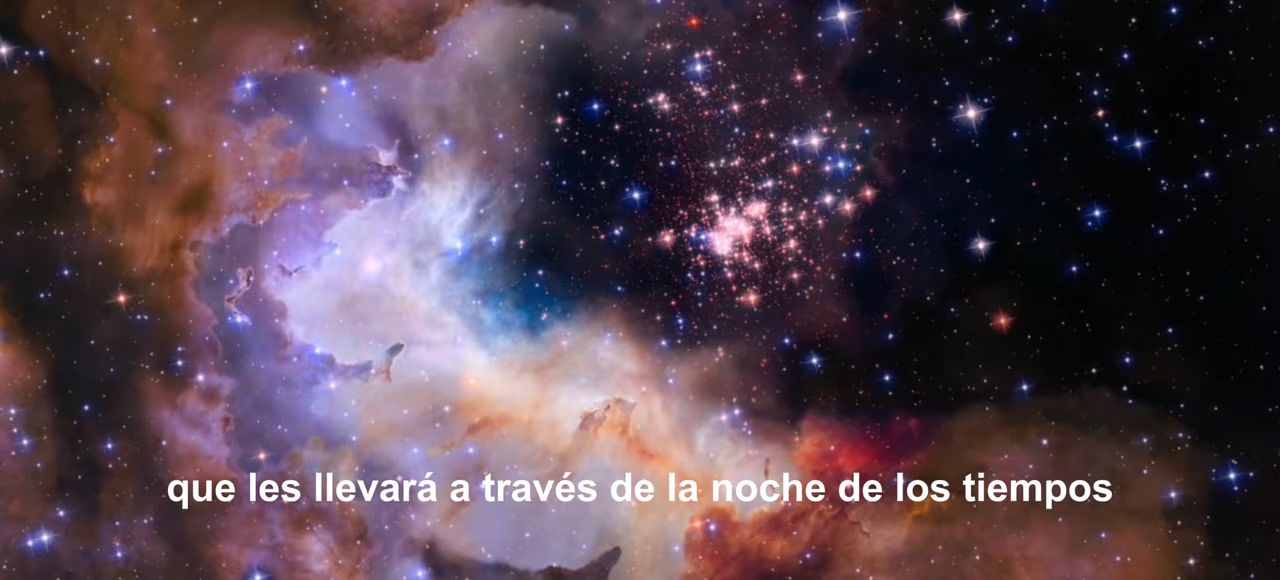 que les llevará a través de la noche de los tiempos